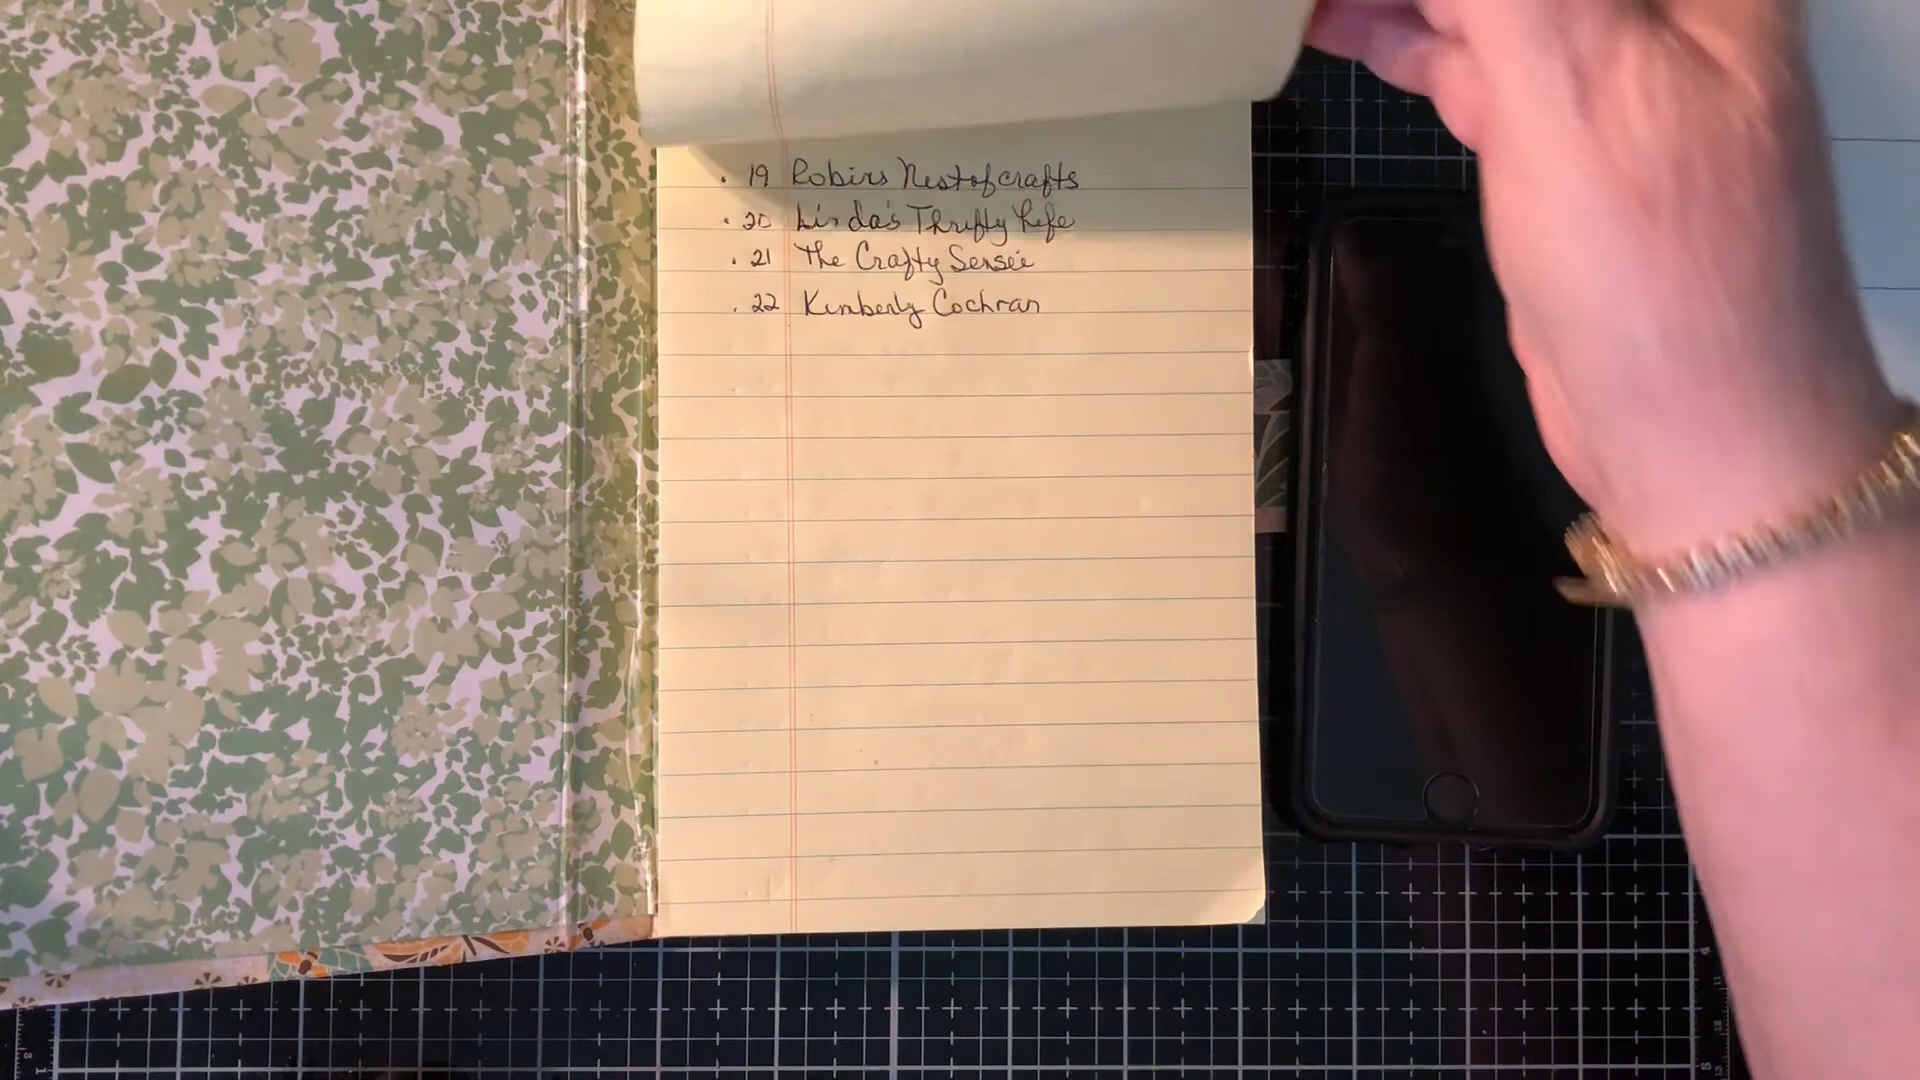 . 19 Robins Nestofcrafts
. 20 Linda's Thrifty Life
. 21 The Crafty Sensei
. 22 Kimberly Cochran